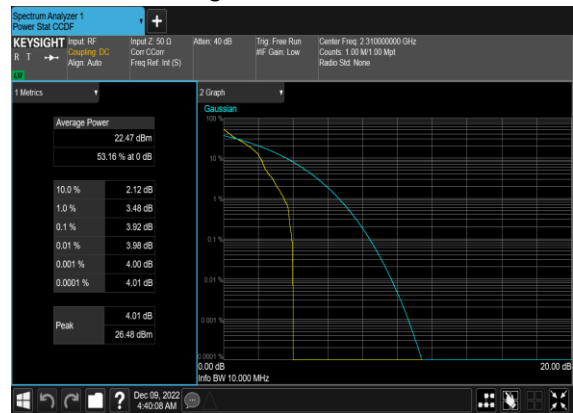 Spectrum Analyzer 1
Power Stat CCDF
+
KEYSIGHT
R T
LW
Input: RF
Coupling: DC
Align: Auto
Input Z: 50 Ω
Corr CCorr
Freq Ref: Int (S)
Atten: 40 dB
Trig: Free Run
#IF Gain: Low
Center Freq: 2.310000000 GHz
Counts: 1.00 M/1.00 Mpt
Radio Std: None
1 Metrics
Average Power
22.47 dBm
53.16 % at 0 dB
10.0 % 2.12 dB
1.0 % 3.48 dB
0.1 % 3.92 dB
0.01 % 3.98 dB
0.001 % 4.00 dB
0.0001 % 4.01 dB
Peak
4.01 dB
26.48 dBm
2 Graph
Gaussian
100 %
10 %
1 %
0.1 %
0.01 %
0.001 %
0.0001 %
0.00 dB
20.00 dB
Info BW 10.000 MHz
?
Dec 09, 2022
4:40:08 AM